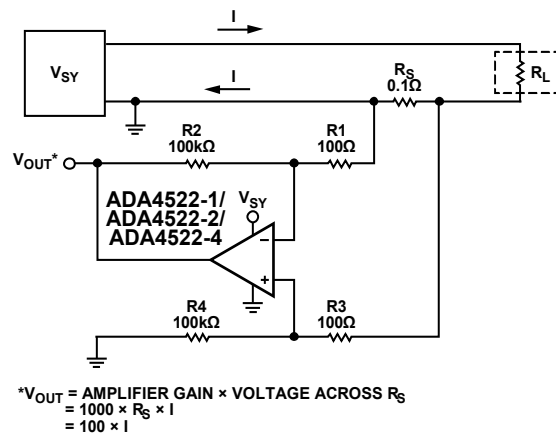 I
V_SY
I
R_S
0.1Ω
R_L
R2
100kΩ
R1
100Ω
V_OUT*
ADA4522-1/
ADA4522-2/
ADA4522-4
V_SY
−
+
R4
100kΩ
R3
100Ω
*V_OUT = AMPLIFIER GAIN × VOLTAGE ACROSS R_S
= 1000 × R_S × I
= 100 × I